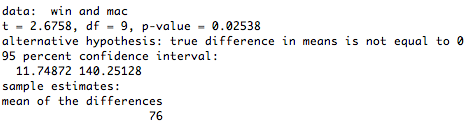 data:  win and mac
t = 2.6758, df = 9, p-value = 0.02538
alternative hypothesis: true difference in means is not equal to 0
95 percent confidence interval:
  11.74872 140.25128
sample estimates:
mean of the differences
                     76